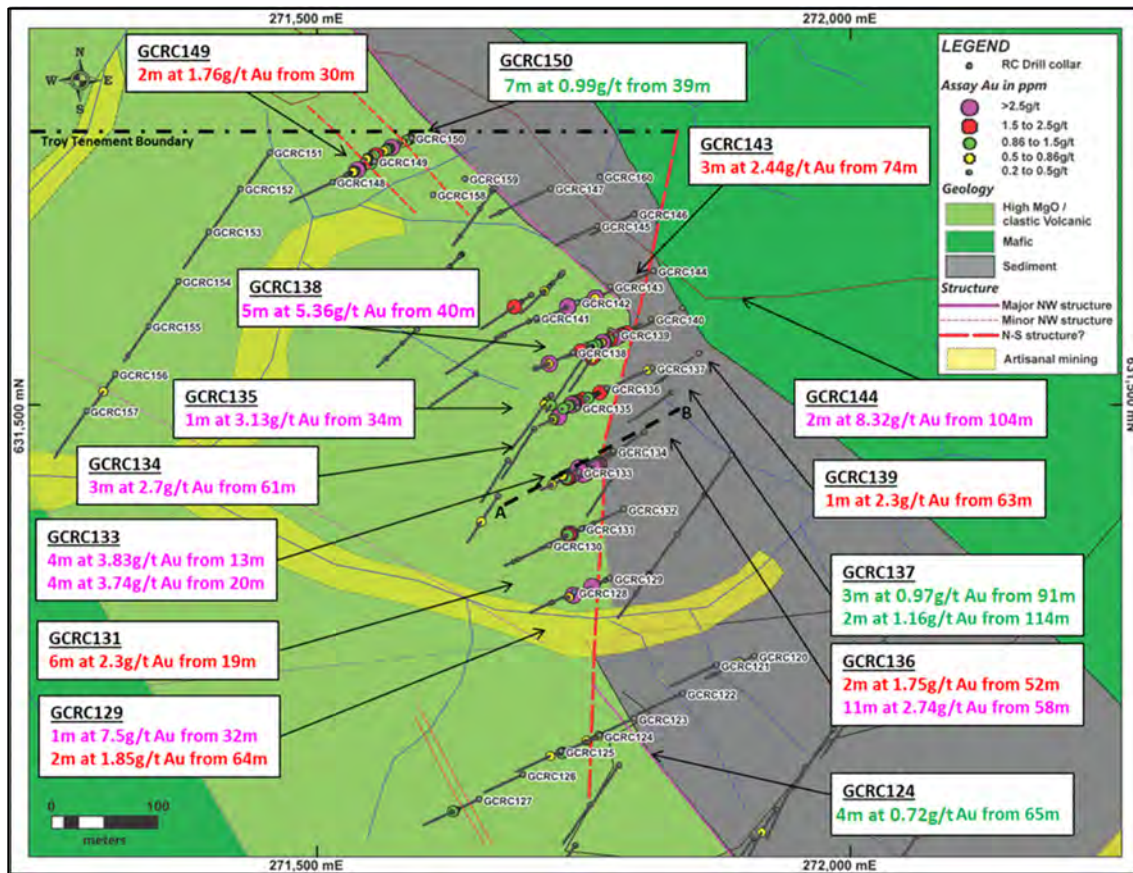 271,500 mE
272,000 mE
N
W E
S
GCRC149
2m at 1.76g/t Au from 30m
GCRC150
7m at 0.99g/t Au from 39m
GCRC143
3m at 2.44g/t Au from 74m
LEGEND
RC Drill collar
Assay Au in ppm
>2.5g/t
1.5 to 2.5g/t
0.86 to 1.5g/t
0.5 to 0.86g/t
0.2 to 0.5g/t
Geology
High MgO /
clastic Volcanic
Mafic
Sediment
Structure
Major NW structure
Minor NW structure
N-S structure?
Artisanal mining
Troy Tenement Boundary
GCRC150
GCRC151
GCRC149
GCRC148
GCRC152
GCRC159
GCRC158
GCRC147
GCRC160
GCRC153
GCRC146
GCRC145
GCRC154
GCRC144
GCRC143
GCRC142
GCRC141
GCRC140
GCRC155
GCRC139
GCRC138
GCRC137
GCRC156
GCRC136
GCRC157
GCRC135
GCRC134
GCRC133
GCRC132
GCRC131
GCRC130
GCRC129
GCRC128
GCRC120
GCRC121
GCRC122
GCRC123
GCRC124
GCRC125
GCRC126
GCRC127
A
B
GCRC138
5m at 5.36g/t Au from 40m
GCRC135
1m at 3.13g/t Au from 34m
GCRC134
3m at 2.7g/t Au from 61m
GCRC133
4m at 3.83g/t Au from 13m
4m at 3.74g/t Au from 20m
GCRC131
6m at 2.3g/t Au from 19m
GCRC129
1m at 7.5g/t Au from 32m
2m at 1.85g/t Au from 64m
GCRC144
2m at 8.32g/t Au from 104m
GCRC139
1m at 2.3g/t Au from 63m
GCRC137
3m at 0.97g/t Au from 91m
2m at 1.16g/t Au from 114m
GCRC136
2m at 1.75g/t Au from 52m
11m at 2.74g/t Au from 58m
GCRC124
4m at 0.72g/t Au from 65m
631,500 mN
631,500 mN
0 100
meters
271,500 mE
272,000 mE